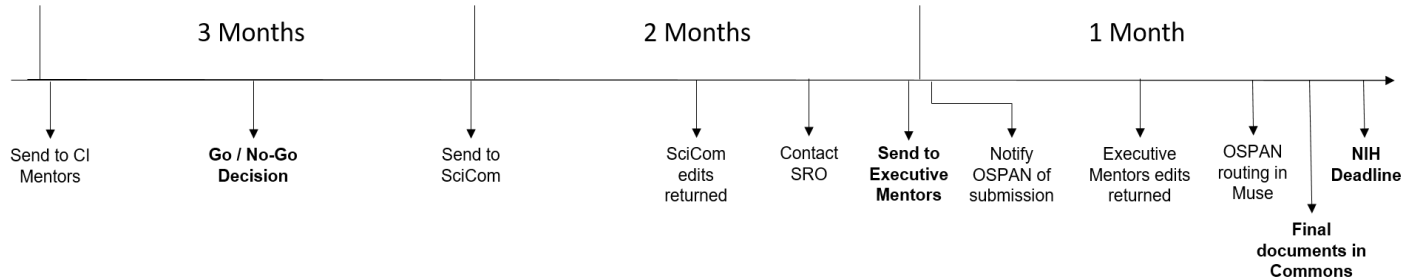 3 Months
2 Months
1 Month
Send to CI
Mentors
Go / No-Go
Decision
Send to
SciCom
SciCom
edits
returned
Contact
SRO
Send to
Executive
Mentors
Notify
OSPAN of
submission
Executive
Mentors edits
returned
OSPAN
routing in
Muse
Final
documents in
Commons
NIH
Deadline